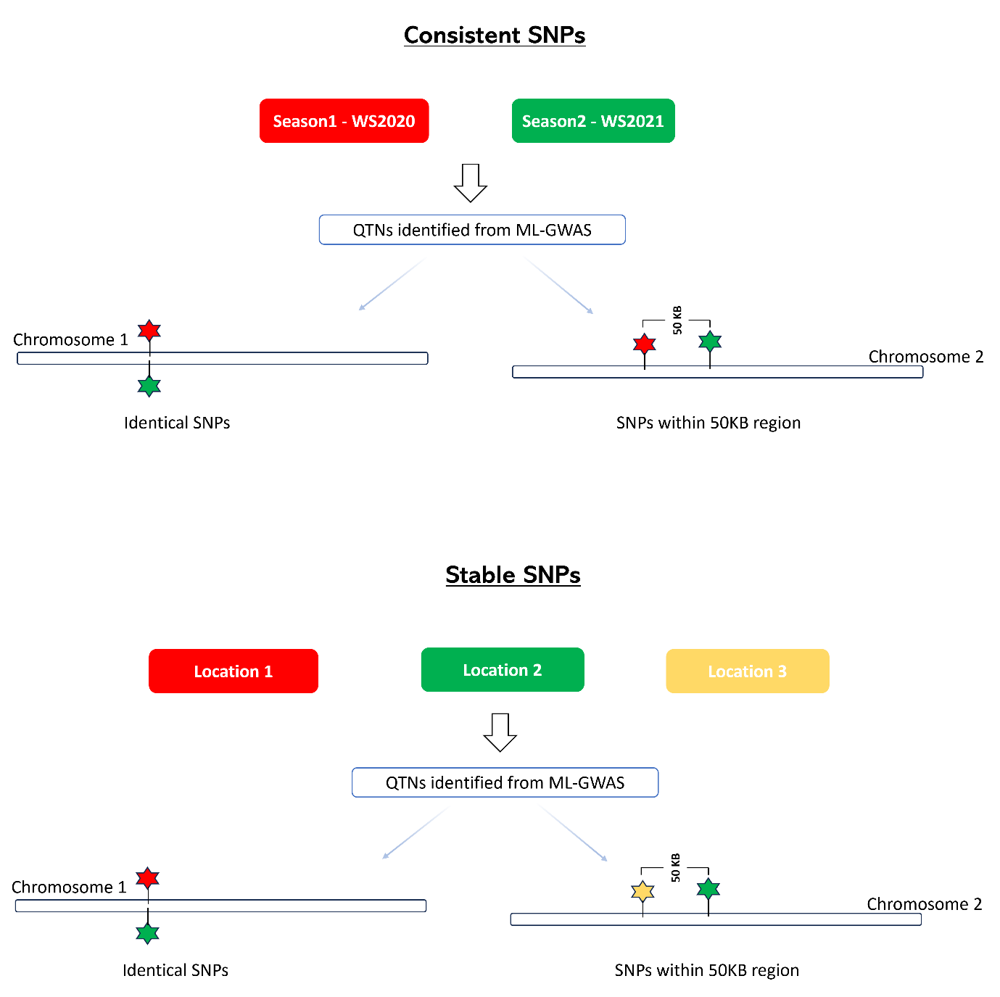 Consistent SNPs
Season1 - WS2020
Season2 - WS2021
QTNs identified from ML-GWAS
Chromosome 1
50 KB
Chromosome 2
Identical SNPs
SNPs within 50KB region
Stable SNPs
Location 1
Location 2
Location 3
QTNs identified from ML-GWAS
Chromosome 1
50 KB
Chromosome 2
Identical SNPs
SNPs within 50KB region